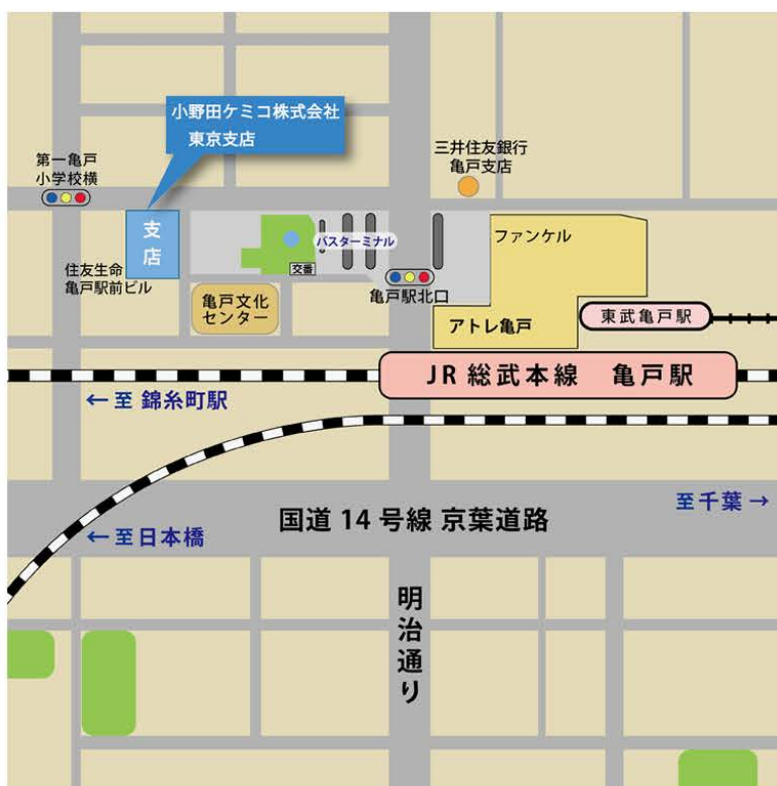 小野田ケミコ株式会社
東京支店
第一亀戸
小学校横
三井住友銀行
亀戸支店
支
店
バスターミナル
ファンケル
交番
住友生命
亀戸駅前ビル
亀戸文化
センター
亀戸駅北口
アトレ亀戸
東武亀戸駅
JR 総武本線 亀戸駅
← 至 錦糸町駅
至千葉 →
国道 14 号線 京葉道路
← 至日本橋
明治通り